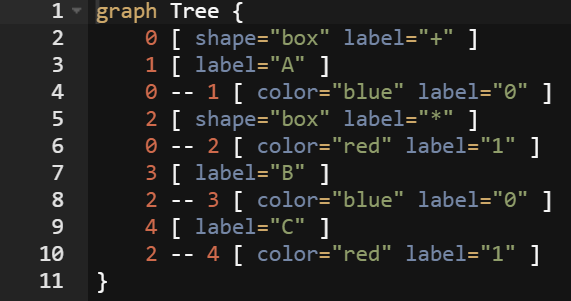 1 graph Tree {
2 0 [ shape="box" label="+" ]
3 1 [ label="A" ]
4 0 -- 1 [ color="blue" label="0" ]
5 2 [ shape="box" label="*" ]
6 0 -- 2 [ color="red" label="1" ]
7 3 [ label="B" ]
8 2 -- 3 [ color="blue" label="0" ]
9 4 [ label="C" ]
10 2 -- 4 [ color="red" label="1" ]
11 }